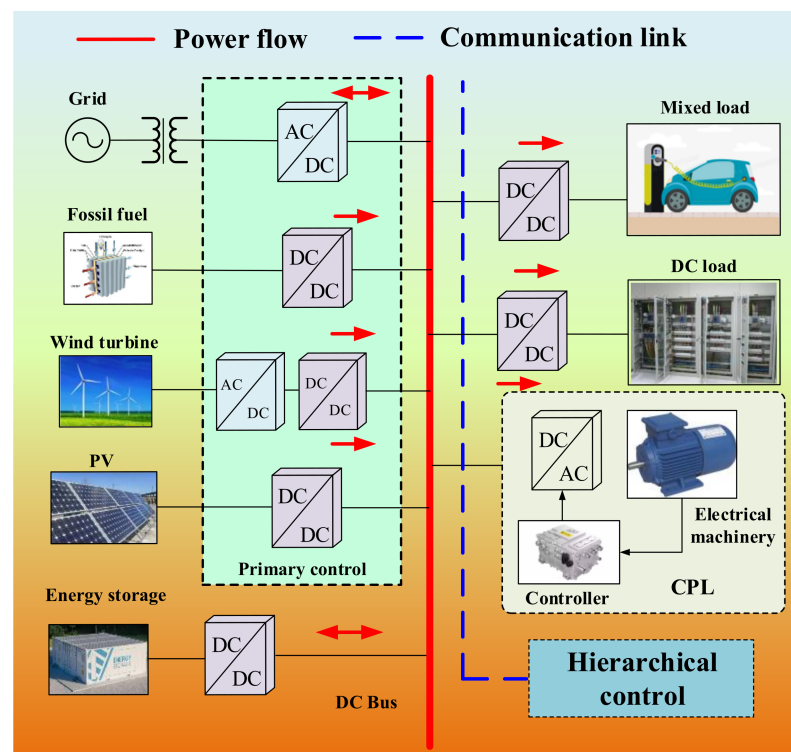 Power flow
Communication link
Grid
AC
DC
Mixed load
DC
DC
Fossil fuel
DC
DC
DC load
DC
DC
Wind turbine
AC
DC
DC
DC
PV
DC
DC
Primary control
DC
AC
Electrical
machinery
Controller
CPL
Energy storage
ENERGY
DC
DC
DC Bus
Hierarchical
control